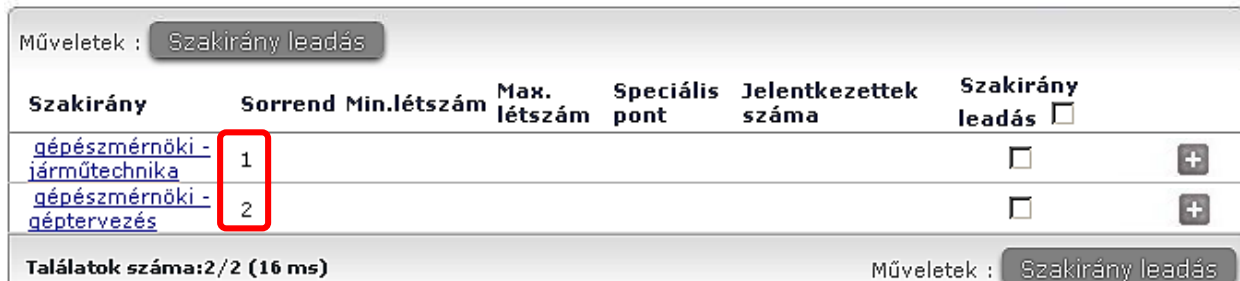 Műveletek : Szakirány leadás
Szakirány Sorrend Min.létszám Max. létszám Speciális pont Jelentkezettek száma Szakirány leadás
gépészmérnöki -
járműtechnika
1
gépészmérnöki -
géptervezés
2
Találatok száma:2/2 (16 ms) Műveletek : Szakirány leadás